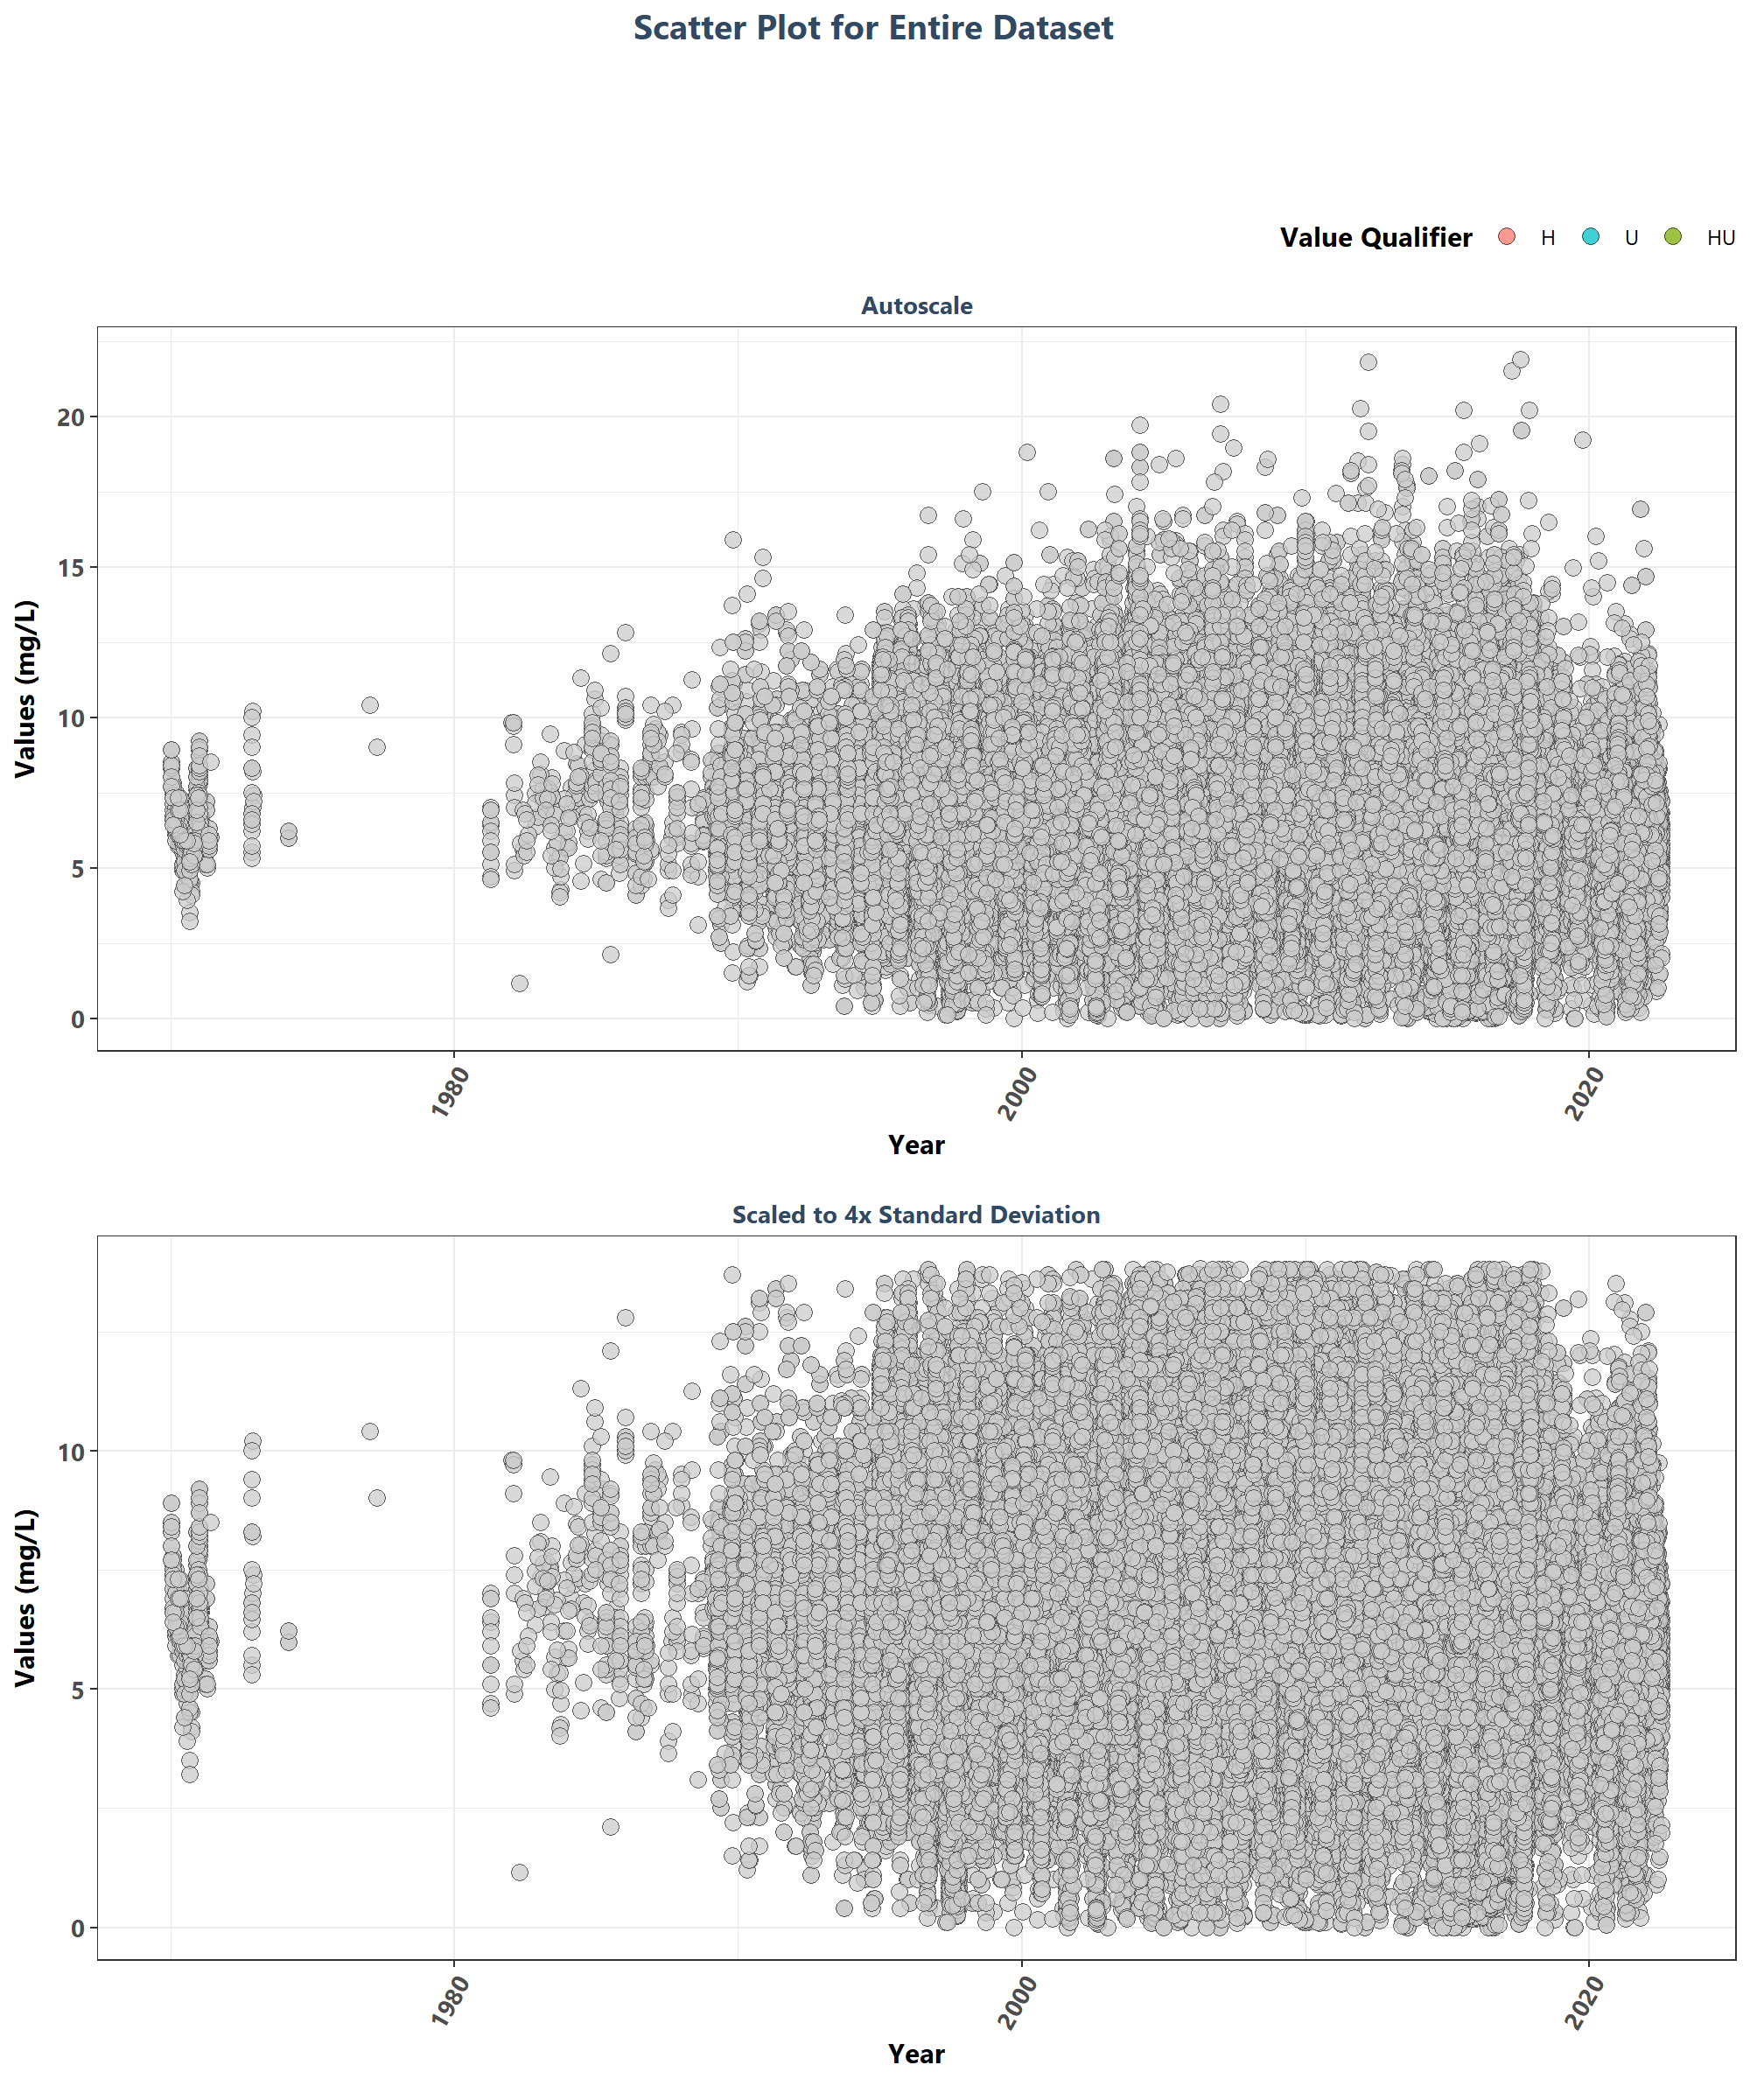 Scatter Plot for Entire Dataset
Value Qualifier H U HU
Autoscale
Values (mg/L)
20
15
10
5
0
1980 2000 2020
Year
Scaled to 4x Standard Deviation
Values (mg/L)
10
5
0
1980 2000 2020
Year